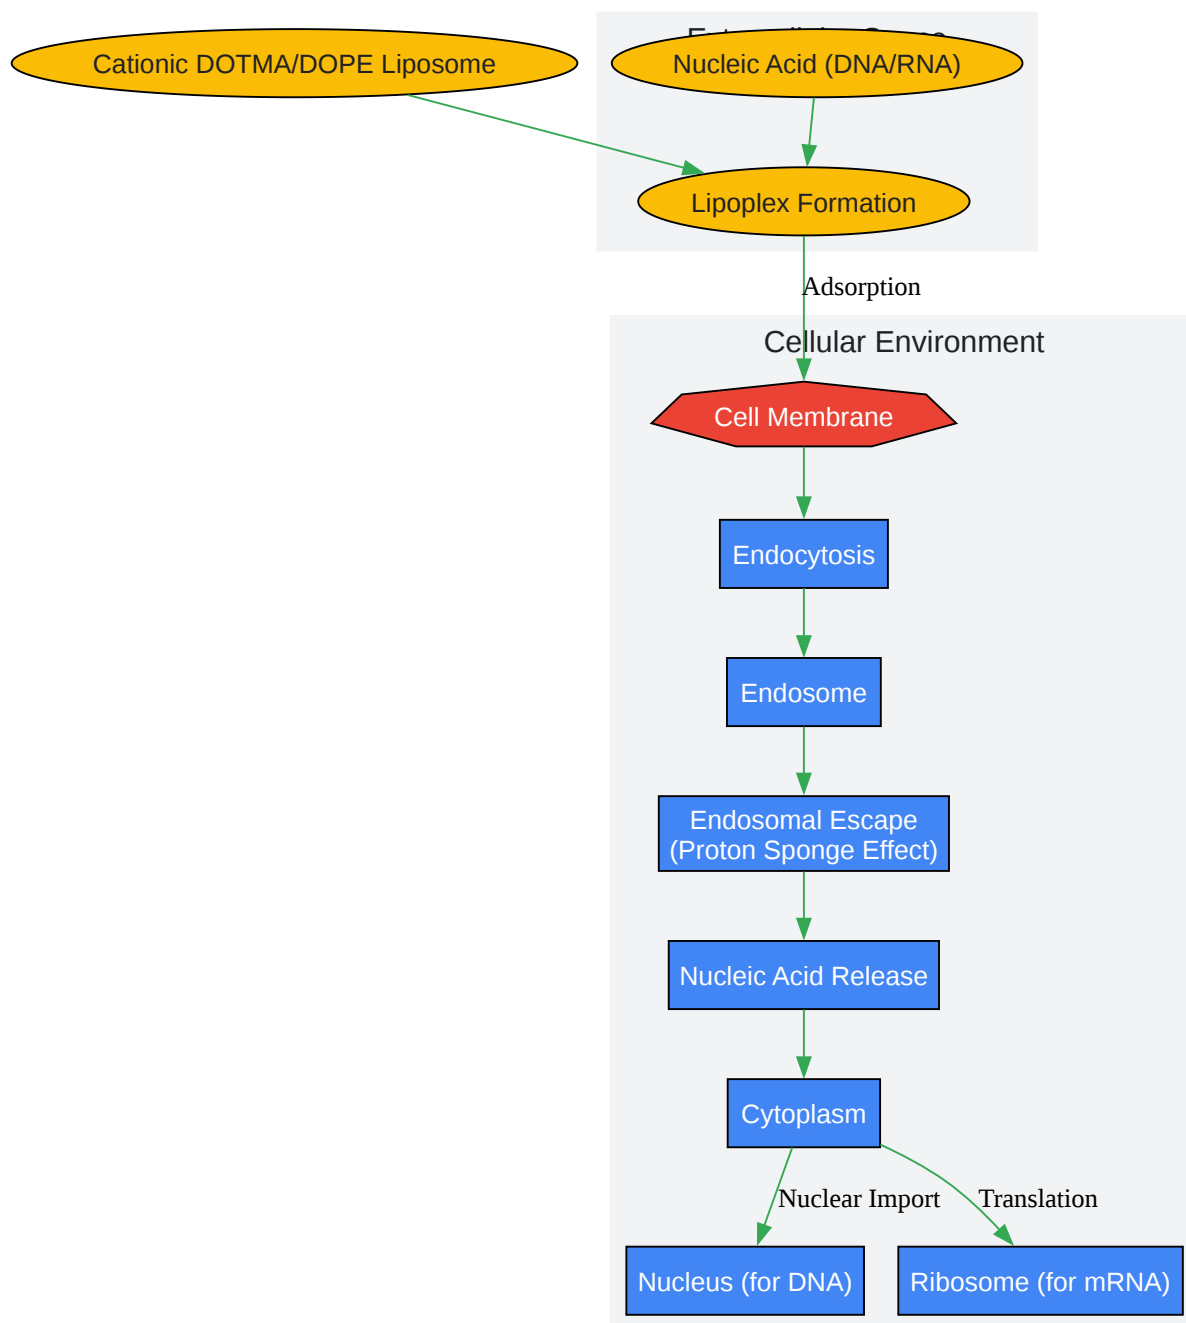 Cationic DOTMA/DOPE Liposome
Nucleic Acid (DNA/RNA)
Lipoplex Formation
Adsorption
Cellular Environment
Cell Membrane
Endocytosis
Endosome
Endosomal Escape
(Proton Sponge Effect)
Nucleic Acid Release
Cytoplasm
Nuclear Import
Translation
Nucleus (for DNA)
Ribosome (for mRNA)